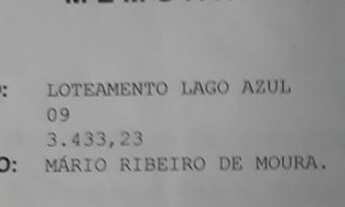 : LOTEAMENTO LAGO AZUL
09
3.433,23
O: MÁRIO RIBEIRO DE MOURA.